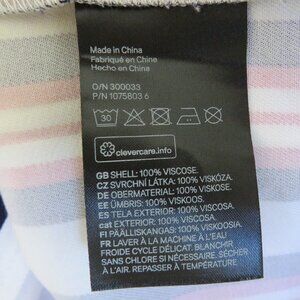 Made in China
Fabriqué en Chine
Hecho en China
O/N 300033
P/N 1075803 6
30
clevercare.info
GB SHELL: 100% VISCOSE.
CZ SVRCHNÍ LÁTKA: 100% VISKÓZA.
DE OBERMATERIAL: 100% VISKOSE.
EE ÜMBRIS: 100% VISKOOS.
ES TELA EXTERIOR: 100% VISCOSA.
cat EXTERIOR: 100% VISCOSA.
FI PÄÄLLISKANGAS: 100% VISKOOSIA.
FR LAVER À LA MACHINE À L'EAU
FROIDE CYCLE DÉLICAT. BLANCHIR
SANS CHLORE SI NÉCESSAIRE. SÉCHER
À L'AIR. REPASSER À TEMPÉRATURE